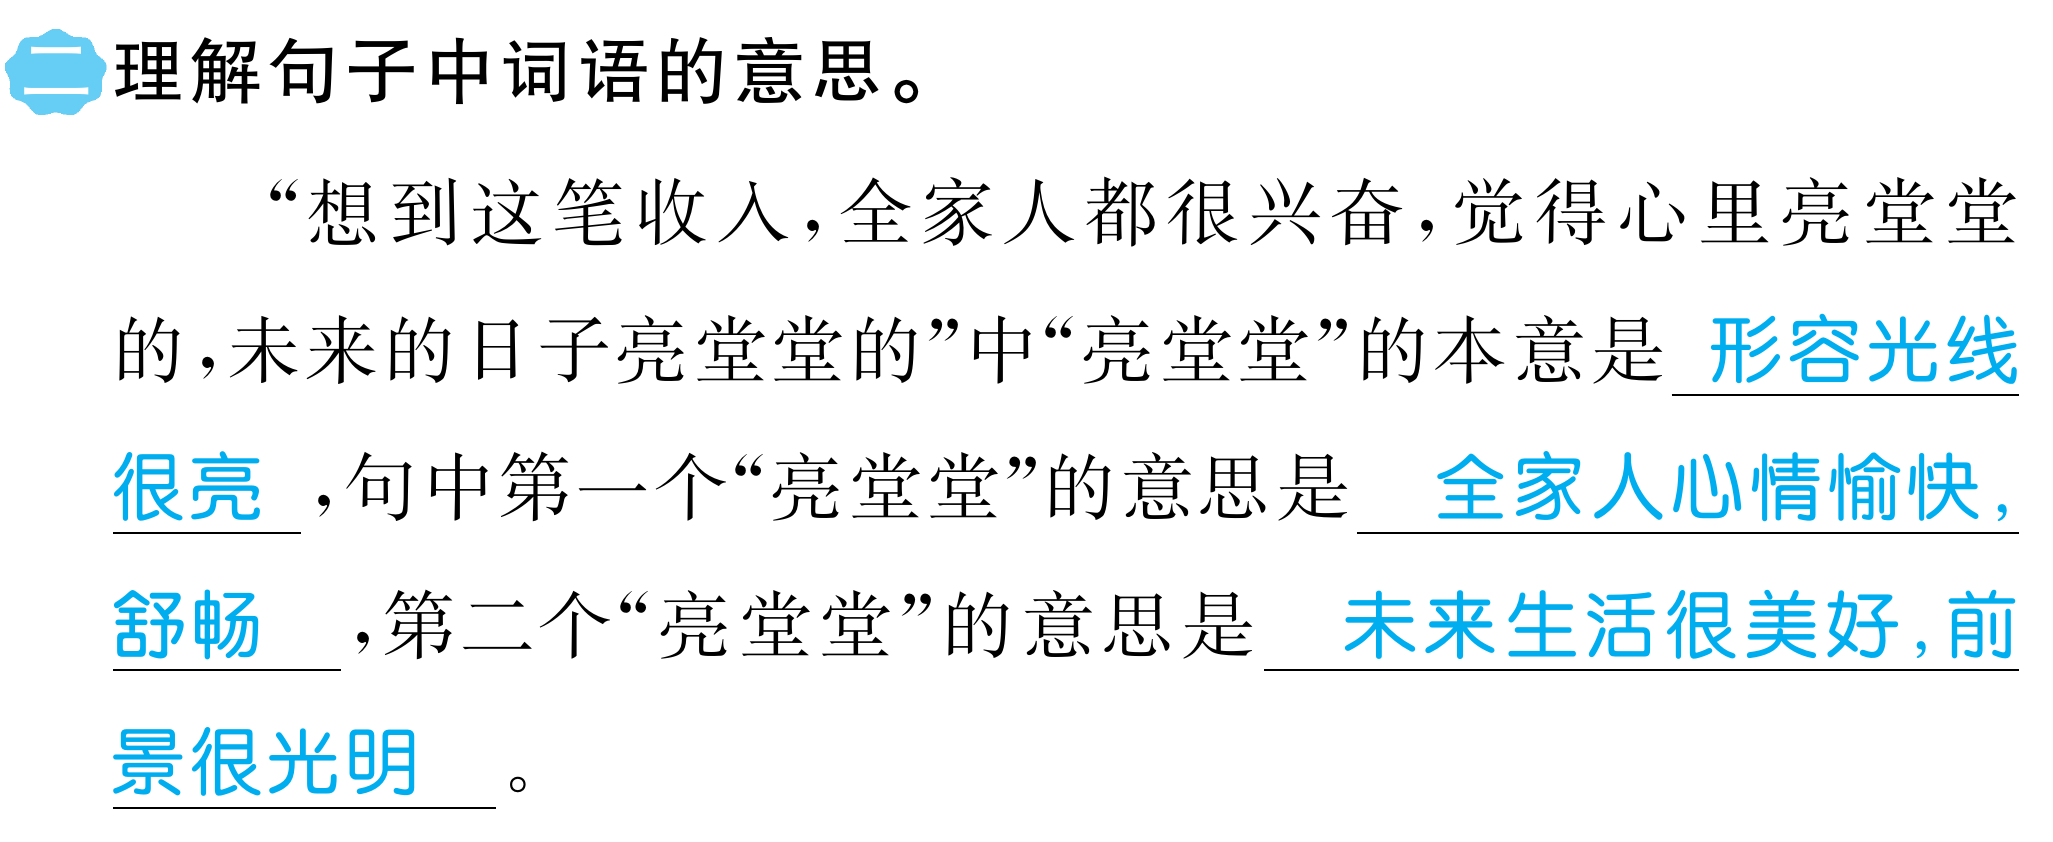 二 理解句子中词语的意思。
“想到这笔收入,全家人都很兴奋,觉得心里亮堂堂
的,未来的日子亮堂堂的”中“亮堂堂”的本意是 形容光线
很亮 ,句中第一个“亮堂堂”的意思是 全家人心情愉快,
舒畅 ,第二个“亮堂堂”的意思是 未来生活很美好,前
景很光明 。